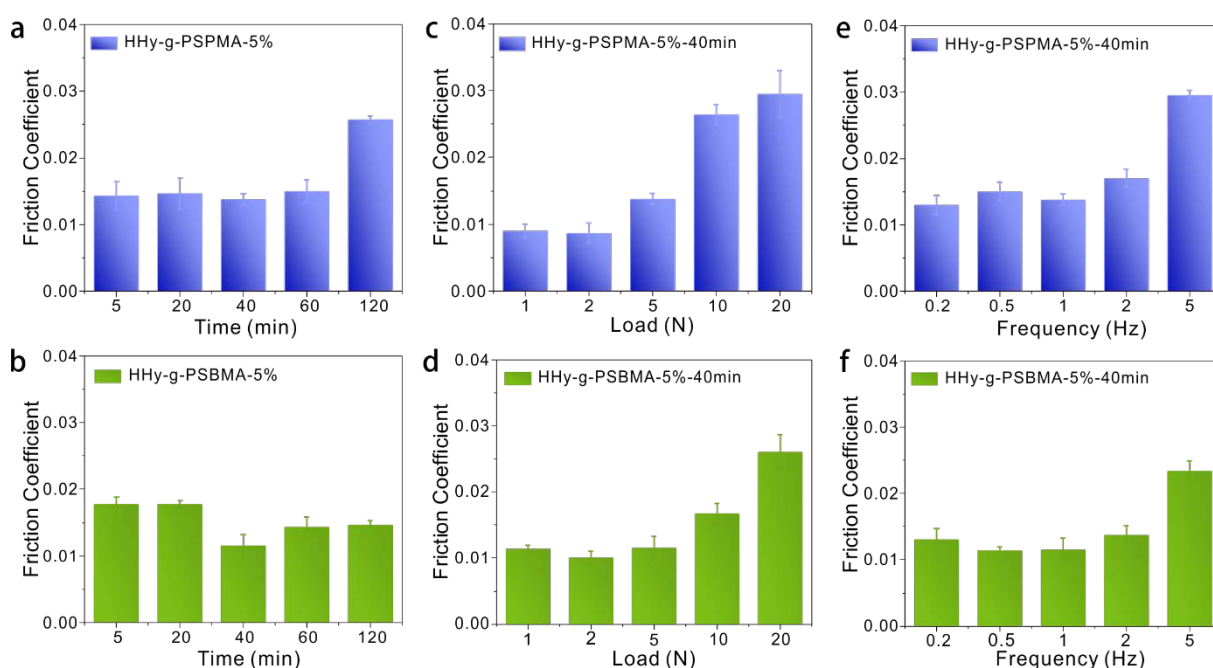 a
HHy-g-PSPMA-5%
Friction Coefficient
0.04
0.03
0.02
0.01
0.00
5 20 40 60 120
Time (min)
c
HHy-g-PSPMA-5%-40min
Friction Coefficient
0.04
0.03
0.02
0.01
0.00
1 2 5 10 20
Load (N)
e
HHy-g-PSPMA-5%-40min
Friction Coefficient
0.04
0.03
0.02
0.01
0.00
0.2 0.5 1 2 5
Frequency (Hz)
b
HHy-g-PSBMA-5%
Friction Coefficient
0.04
0.03
0.02
0.01
0.00
5 20 40 60 120
Time (min)
d
HHy-g-PSBMA-5%-40min
Friction Coefficient
0.04
0.03
0.02
0.01
0.00
1 2 5 10 20
Load (N)
f
HHy-g-PSBMA-5%-40min
Friction Coefficient
0.04
0.03
0.02
0.01
0.00
0.2 0.5 1 2 5
Frequency (Hz)